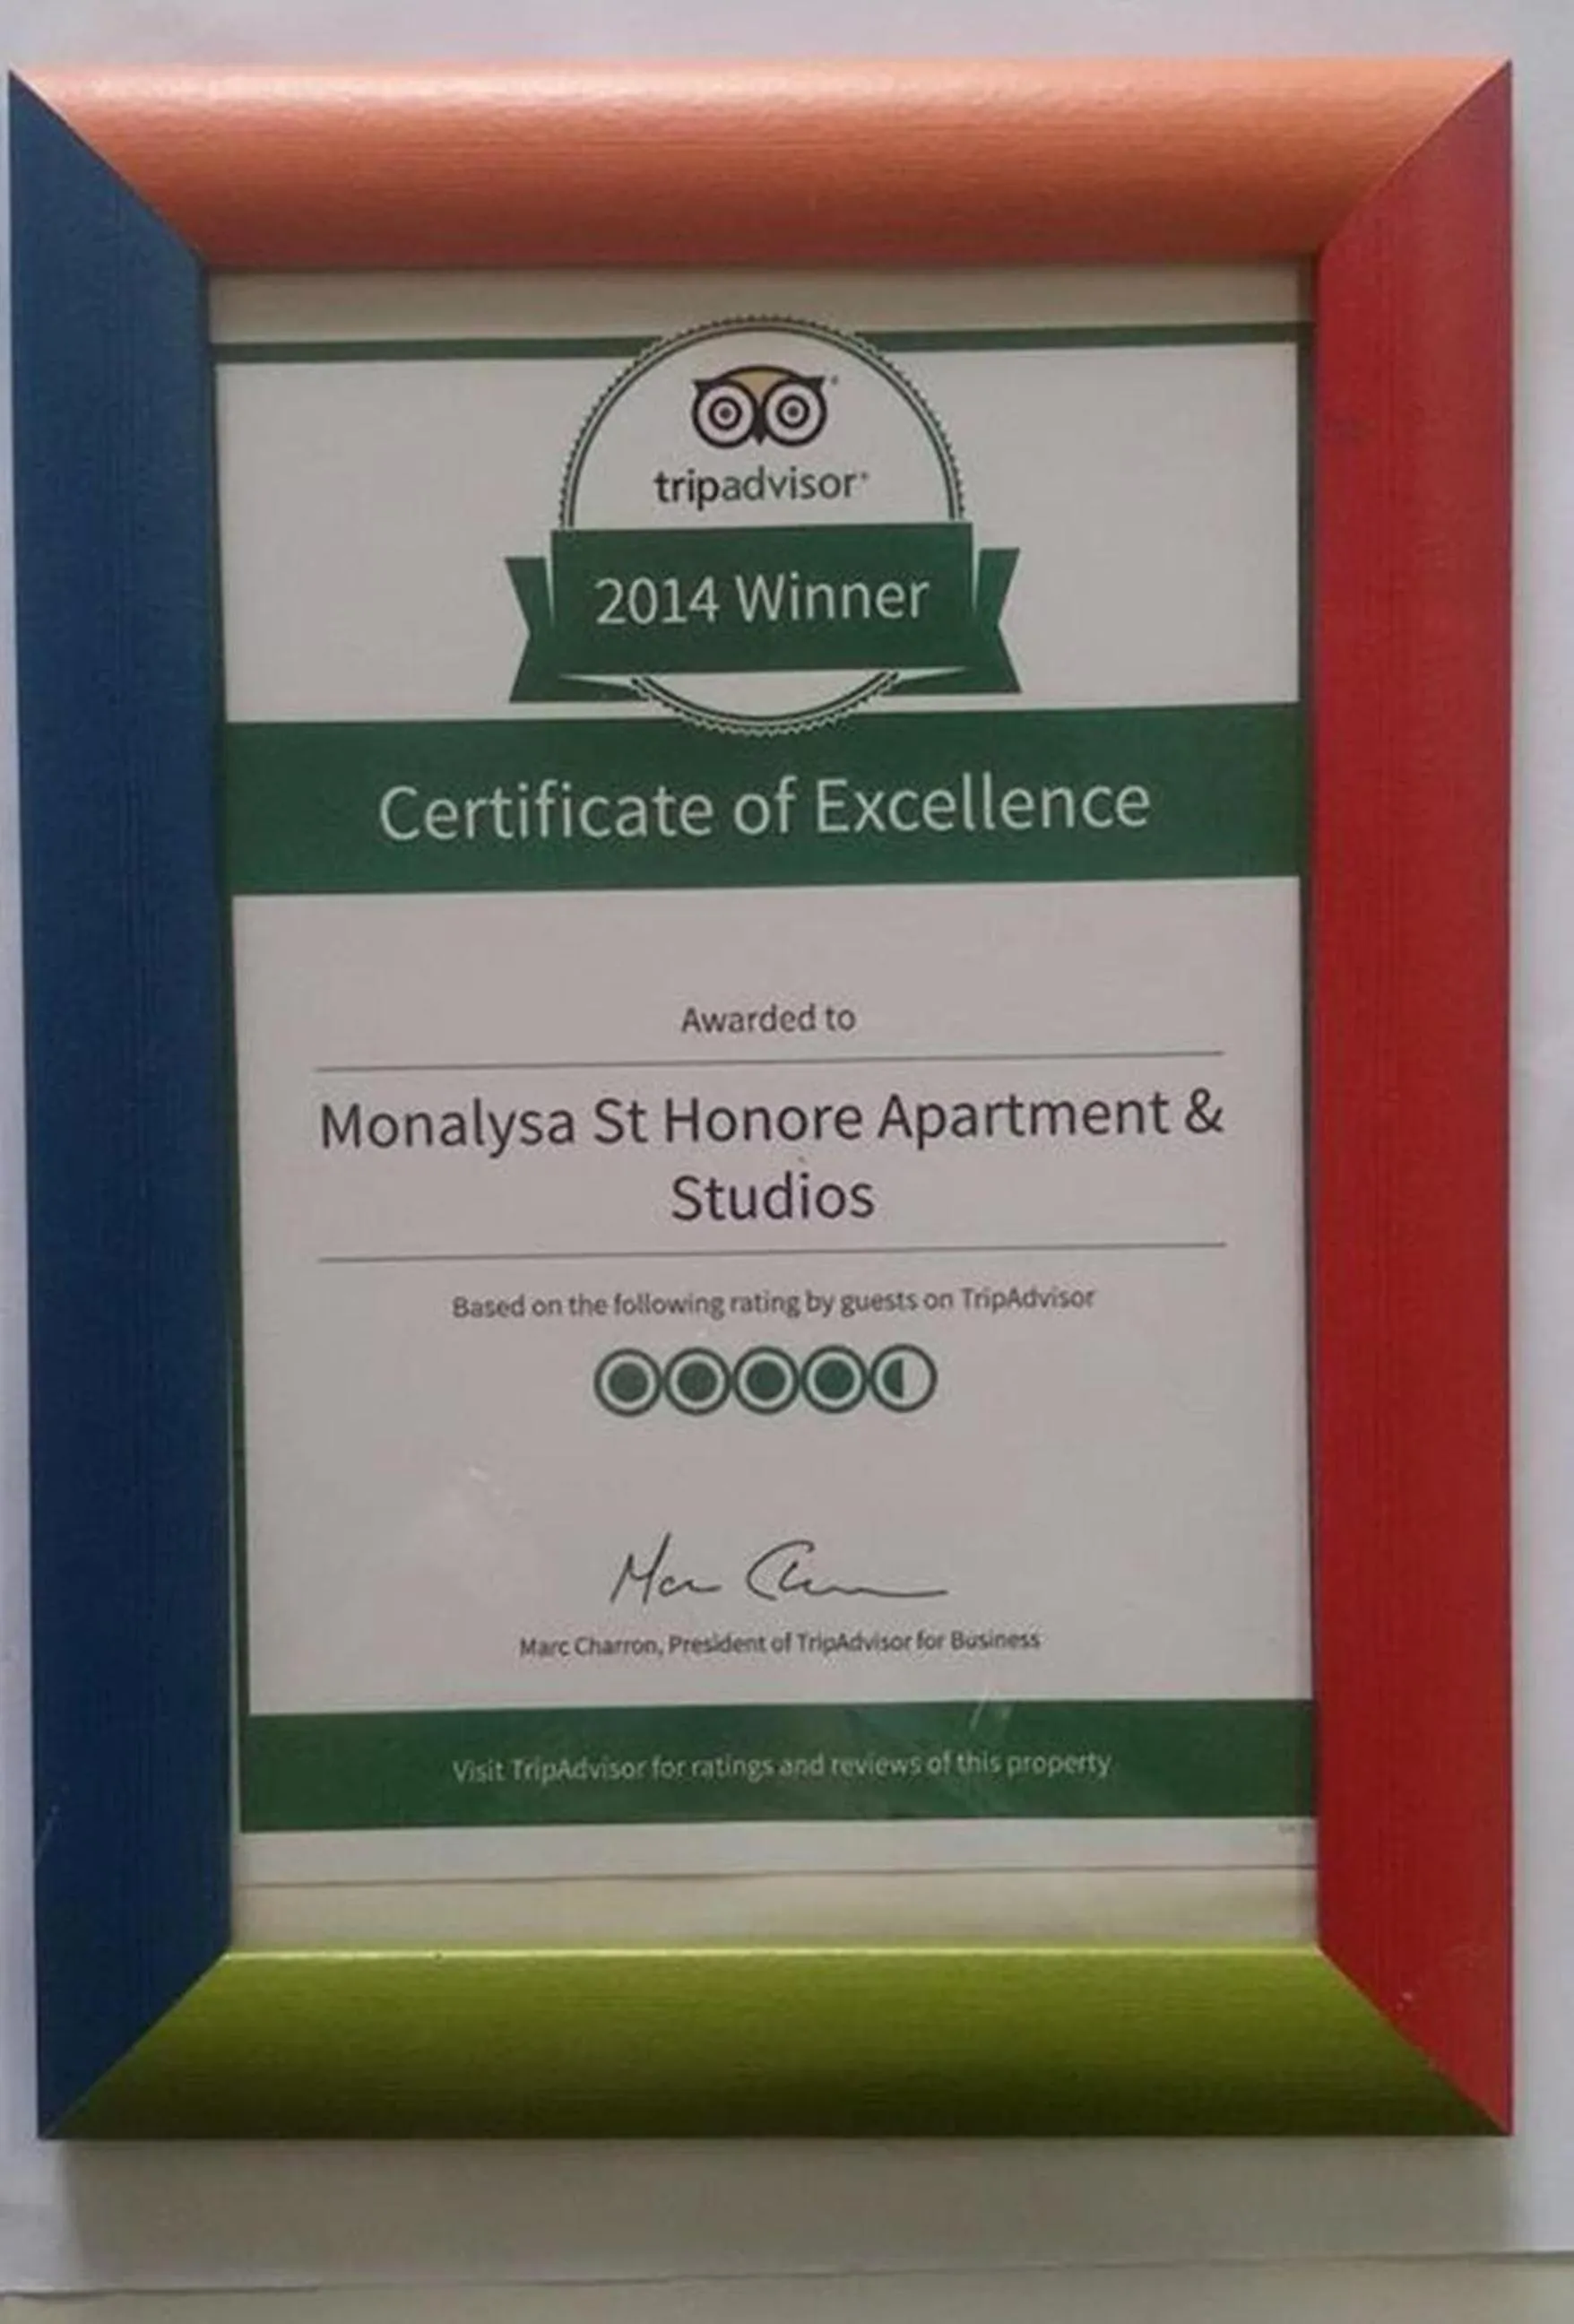 tripadvisor®
2014 Winner
Certificate of Excellence
Awarded to
Monalysa St Honore Apartment &
Studios
Based on the following rating by guests on TripAdvisor
Marc Charron, President of TripAdvisor for Business
Visit TripAdvisor for ratings and reviews of this property